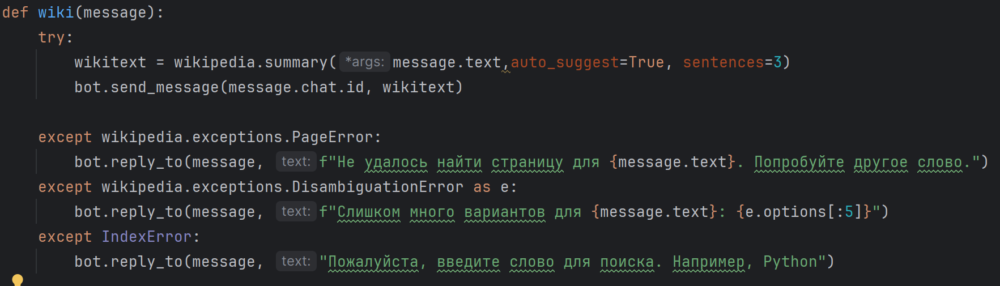 def wiki(message):
    try:
        wikitext = wikipedia.summary(*args: message.text,auto_suggest=True, sentences=3)
        bot.send_message(message.chat.id, wikitext)

    except wikipedia.exceptions.PageError:
        bot.reply_to(message, text: f"Не удалось найти страницу для {message.text}. Попробуйте другое слово.")
    except wikipedia.exceptions.DisambiguationError as e:
        bot.reply_to(message, text: f"Слишком много вариантов для {message.text}: {e.options[:5]}")
    except IndexError:
        bot.reply_to(message, text: "Пожалуйста, введите слово для поиска. Например, Python")